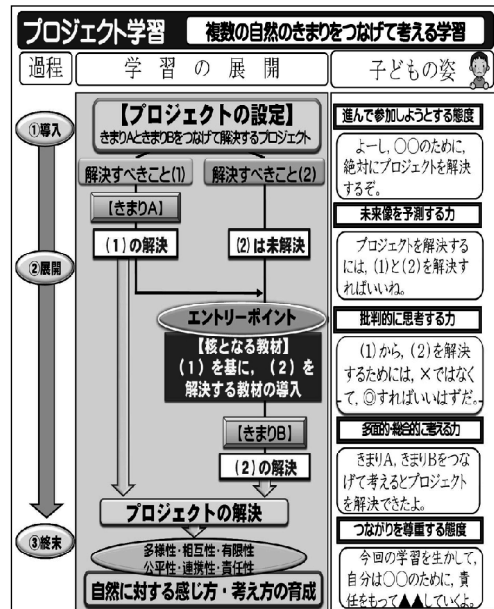 プロジェクト学習
複数の自然のきまりをつなげて考える学習
過程
学習の展開
子どもの姿
①導入
【プロジェクトの設定】
きまりAときまりBをつなげて解決するプロジェクト
解決すべきこと(1)
解決すべきこと(2)
【きまりA】
(1)の解決
(2)は未解決
②展開
エントリーポイント
【核となる教材】
(1)を基に,(2)を
解決する教材の導入
【きまりB】
(2)の解決
プロジェクトの解決
③終末
多様性・相互性・有限性
公平性・連携性・責任性
自然に対する感じ方・考え方の育成
進んで参加しようとする態度
よーし,○○のために,
絶対にプロジェクトを解決
するぞ。
未来像を予測する力
プロジェクトを解決する
には,(1)と(2)を解決す
ればいいね。
批判的に思考する力
(1)から,(2)を解決
するためには,×ではなく
て,◎すればいいはずだ。
多面的・総合的に考える力
きまりA,きまりBをつな
げて考えるとプロジェクト
を解決できたよ。
つながりを尊重する態度
今回の学習を生かして,
自分は○○のために,責
任をもって▲▲していくよ。